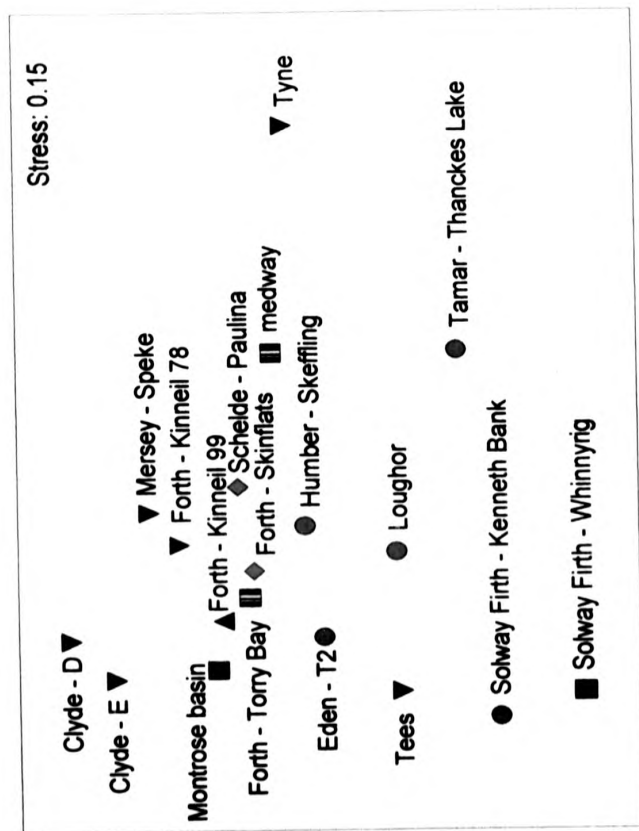 Stress: 0.15
Clyde - D
Clyde - E
Mersey - Speke
Forth - Kinneil 78
Montrose basin
Forth - Kinneil 99
Schelde - Paulina
Forth - Torry Bay
Forth - Skinflats
medway
Tyne
Eden - T2
Humber - Skeffling
Tees
Loughor
Tamar - Thanckes Lake
Solway Firth - Kenneth Bank
Solway Firth - Whinnyrig